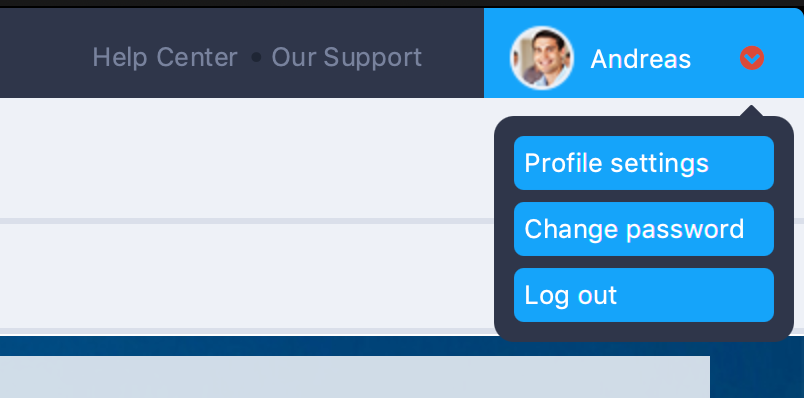 Help Center • Our Support
Andreas
Profile settings
Change password
Log out